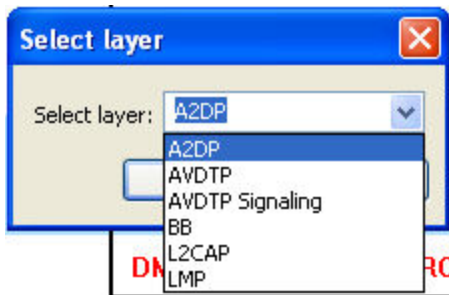 Select layer
Select layer: A2DP
A2DP
AVDTP
AVDTP Signaling
BB
L2CAP
LMP